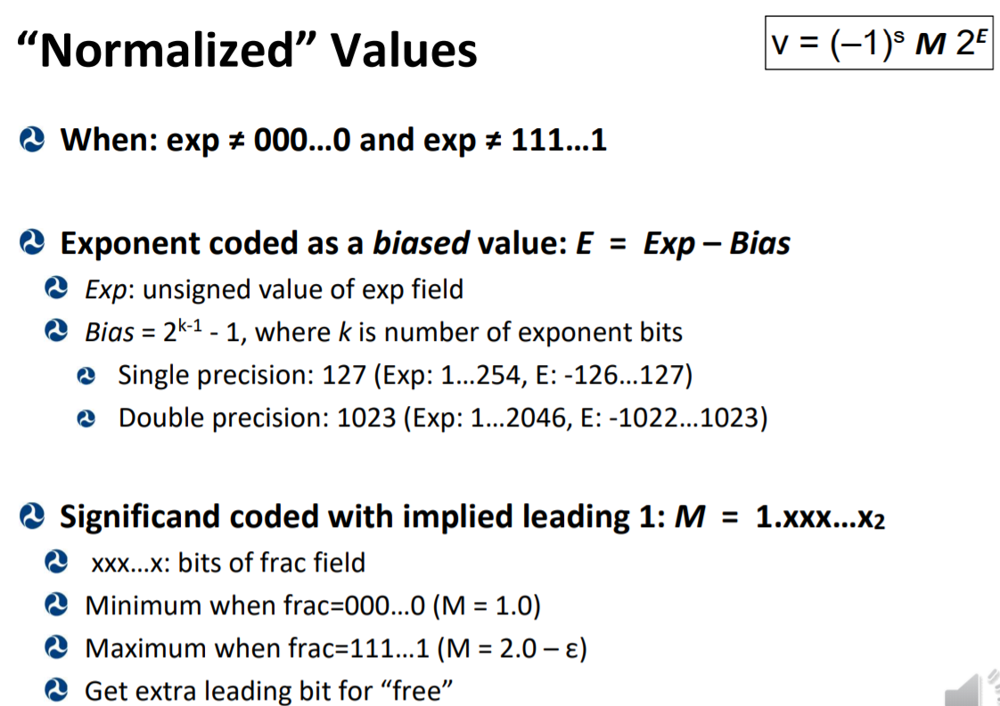 “Normalized” Values
v = (–1)ˢ M 2ᴱ
When: exp ≠ 000…0 and exp ≠ 111…1
Exponent coded as a biased value: E = Exp – Bias
Exp: unsigned value of exp field
Bias = 2ᵏ⁻¹ - 1, where k is number of exponent bits
Single precision: 127 (Exp: 1…254, E: -126…127)
Double precision: 1023 (Exp: 1…2046, E: -1022…1023)
Significand coded with implied leading 1: M = 1.xxx…x₂
xxx…x: bits of frac field
Minimum when frac=000…0 (M = 1.0)
Maximum when frac=111…1 (M = 2.0 – ε)
Get extra leading bit for “free”